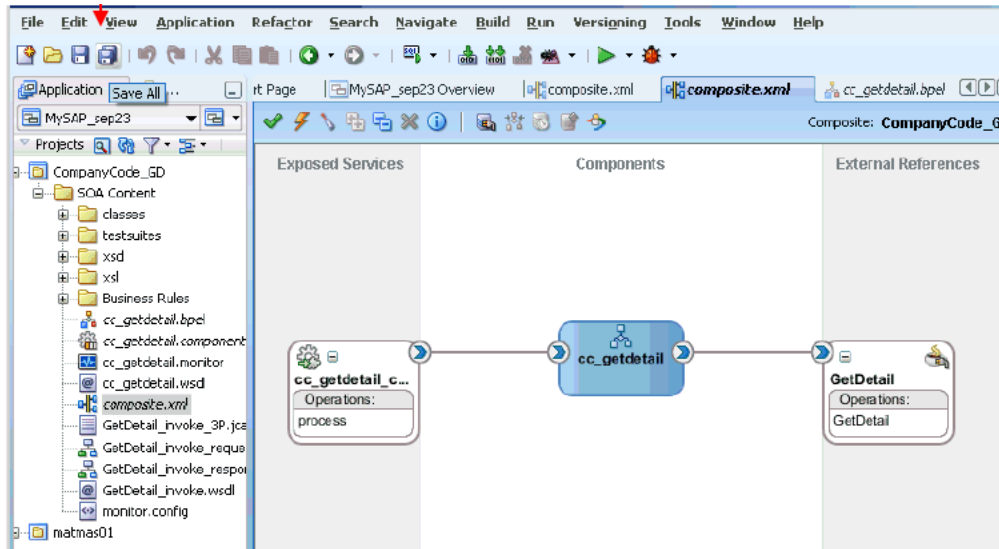 File Edit View Application Refactor Search Navigate Build Run Versioning Tools Window Help
Application
Save All
...
rt Page
MySAP_sep23 Overview
composite.xml
composite.xml
cc_getdetail.bpel
MySAP_sep23
Projects
Composite: CompanyCode_G
CompanyCode_GD
SOA Content
classes
testsuites
xsd
xsl
Business Rules
cc_getdetail.bpel
cc_getdetail.component
cc_getdetail.monitor
cc_getdetail.wsdl
composite.xml
GetDetail_invoke_3P.jca
GetDetail_invoke_reque
GetDetail_invoke_respon
GetDetail_invoke.wsdl
monitor.config
matmas01
Exposed Services
Components
External References
cc_getdetail_c...
Operations:
process
cc_getdetail
GetDetail
Operations:
GetDetail